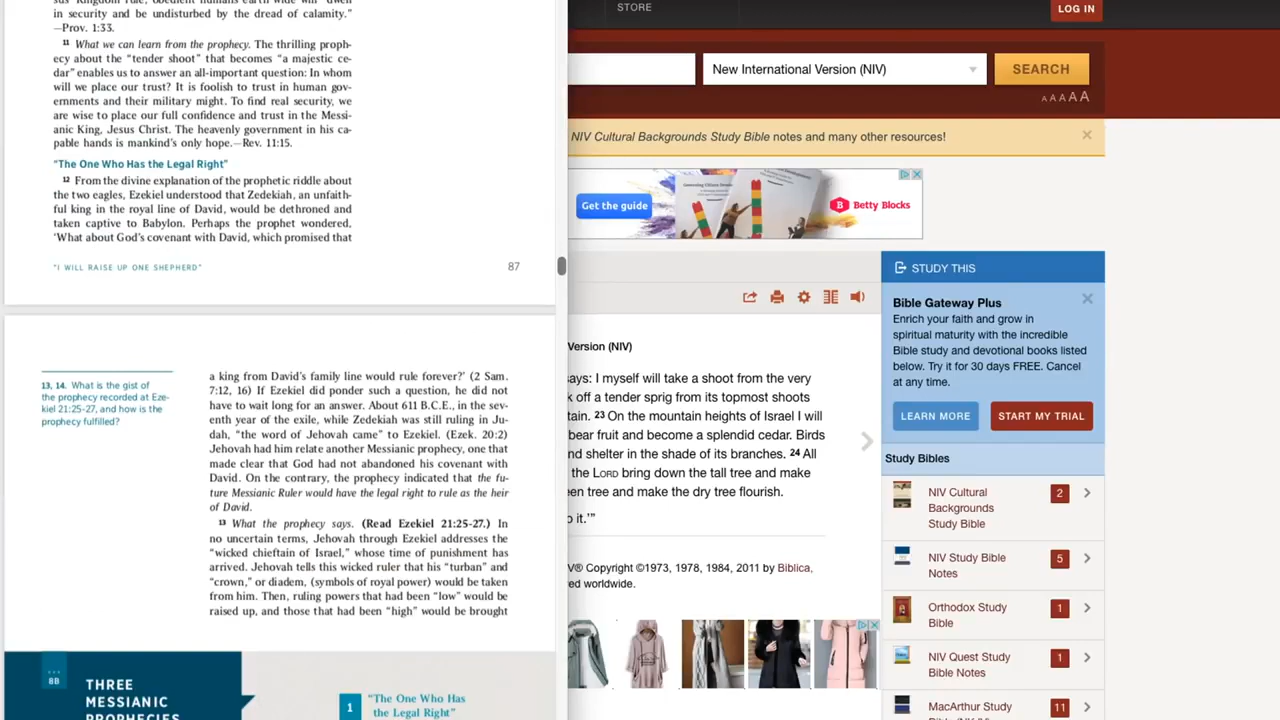 sus' Kingdom rule, obedient humans earth wide will "dwell
in security and be undisturbed by the dread of calamity."
—Prov. 1:33.
11 What we can learn from the prophecy. The thrilling proph-
ecy about the "tender shoot" that becomes "a majestic ce-
dar" enables us to answer an all-important question: In whom
will we place our trust? It is foolish to trust in human gov-
ernments and their military might. To find real security, we
are wise to place our full confidence and trust in the Messi-
anic King, Jesus Christ. The heavenly government in his ca-
pable hands is mankind's only hope.—Rev. 11:15.
"The One Who Has the Legal Right"
12 From the divine explanation of the prophetic riddle about
the two eagles, Ezekiel understood that Zedekiah, an unfaith-
ful king in the royal line of David, would be dethroned and
taken captive to Babylon. Perhaps the prophet wondered,
'What about God's covenant with David, which promised that
"I WILL RAISE UP ONE SHEPHERD"
87
13, 14. What is the gist of
the prophecy recorded at Eze-
kiel 21:25-27, and how is the
prophecy fulfilled?
a king from David's family line would rule forever?' (2 Sam.
7:12, 16) If Ezekiel did ponder such a question, he did not
have to wait long for an answer. About 611 B.C.E., in the sev-
enth year of the exile, while Zedekiah was still ruling in Ju-
dah, "the word of Jehovah came" to Ezekiel. (Ezek. 20:2)
Jehovah had him relate another Messianic prophecy, one that
made clear that God had not abandoned his covenant with
David. On the contrary, the prophecy indicated that the fu-
ture Messianic Ruler would have the legal right to rule as the heir
of David.
13 What the prophecy says. (Read Ezekiel 21:25-27.) In
no uncertain terms, Jehovah through Ezekiel addresses the
"wicked chieftain of Israel," whose time of punishment has
arrived. Jehovah tells this wicked ruler that his "turban" and
"crown," or diadem, (symbols of royal power) would be taken
from him. Then, ruling powers that had been "low" would be
raised up, and those that had been "high" would be brought
8B
THREE
MESSIANIC
PROPHECIES
1
"The One Who Has
the Legal Right"
STORE
LOG IN
New International Version (NIV)
SEARCH
A A A A A
NIV Cultural Backgrounds Study Bible notes and many other resources!
Get the guide
Betty Blocks
Version (NIV)
says: I myself will take a shoot from the very
k off a tender sprig from its topmost shoots
tain. 23 On the mountain heights of Israel I will
bear fruit and become a splendid cedar. Birds
nd shelter in the shade of its branches. 24 All
the LORD bring down the tall tree and make
een tree and make the dry tree flourish.
o it.'"
V® Copyright ©1973, 1978, 1984, 2011 by Biblica,
ed worldwide.
STUDY THIS
Bible Gateway Plus
Enrich your faith and grow in
spiritual maturity with the incredible
Bible study and devotional books listed
below. Try it for 30 days FREE. Cancel
at any time.
LEARN MORE
START MY TRIAL
Study Bibles
NIV Cultural
Backgrounds
Study Bible
2
NIV Study Bible
Notes
5
Orthodox Study
Bible
1
NIV Quest Study
Bible Notes
1
MacArthur Study
11